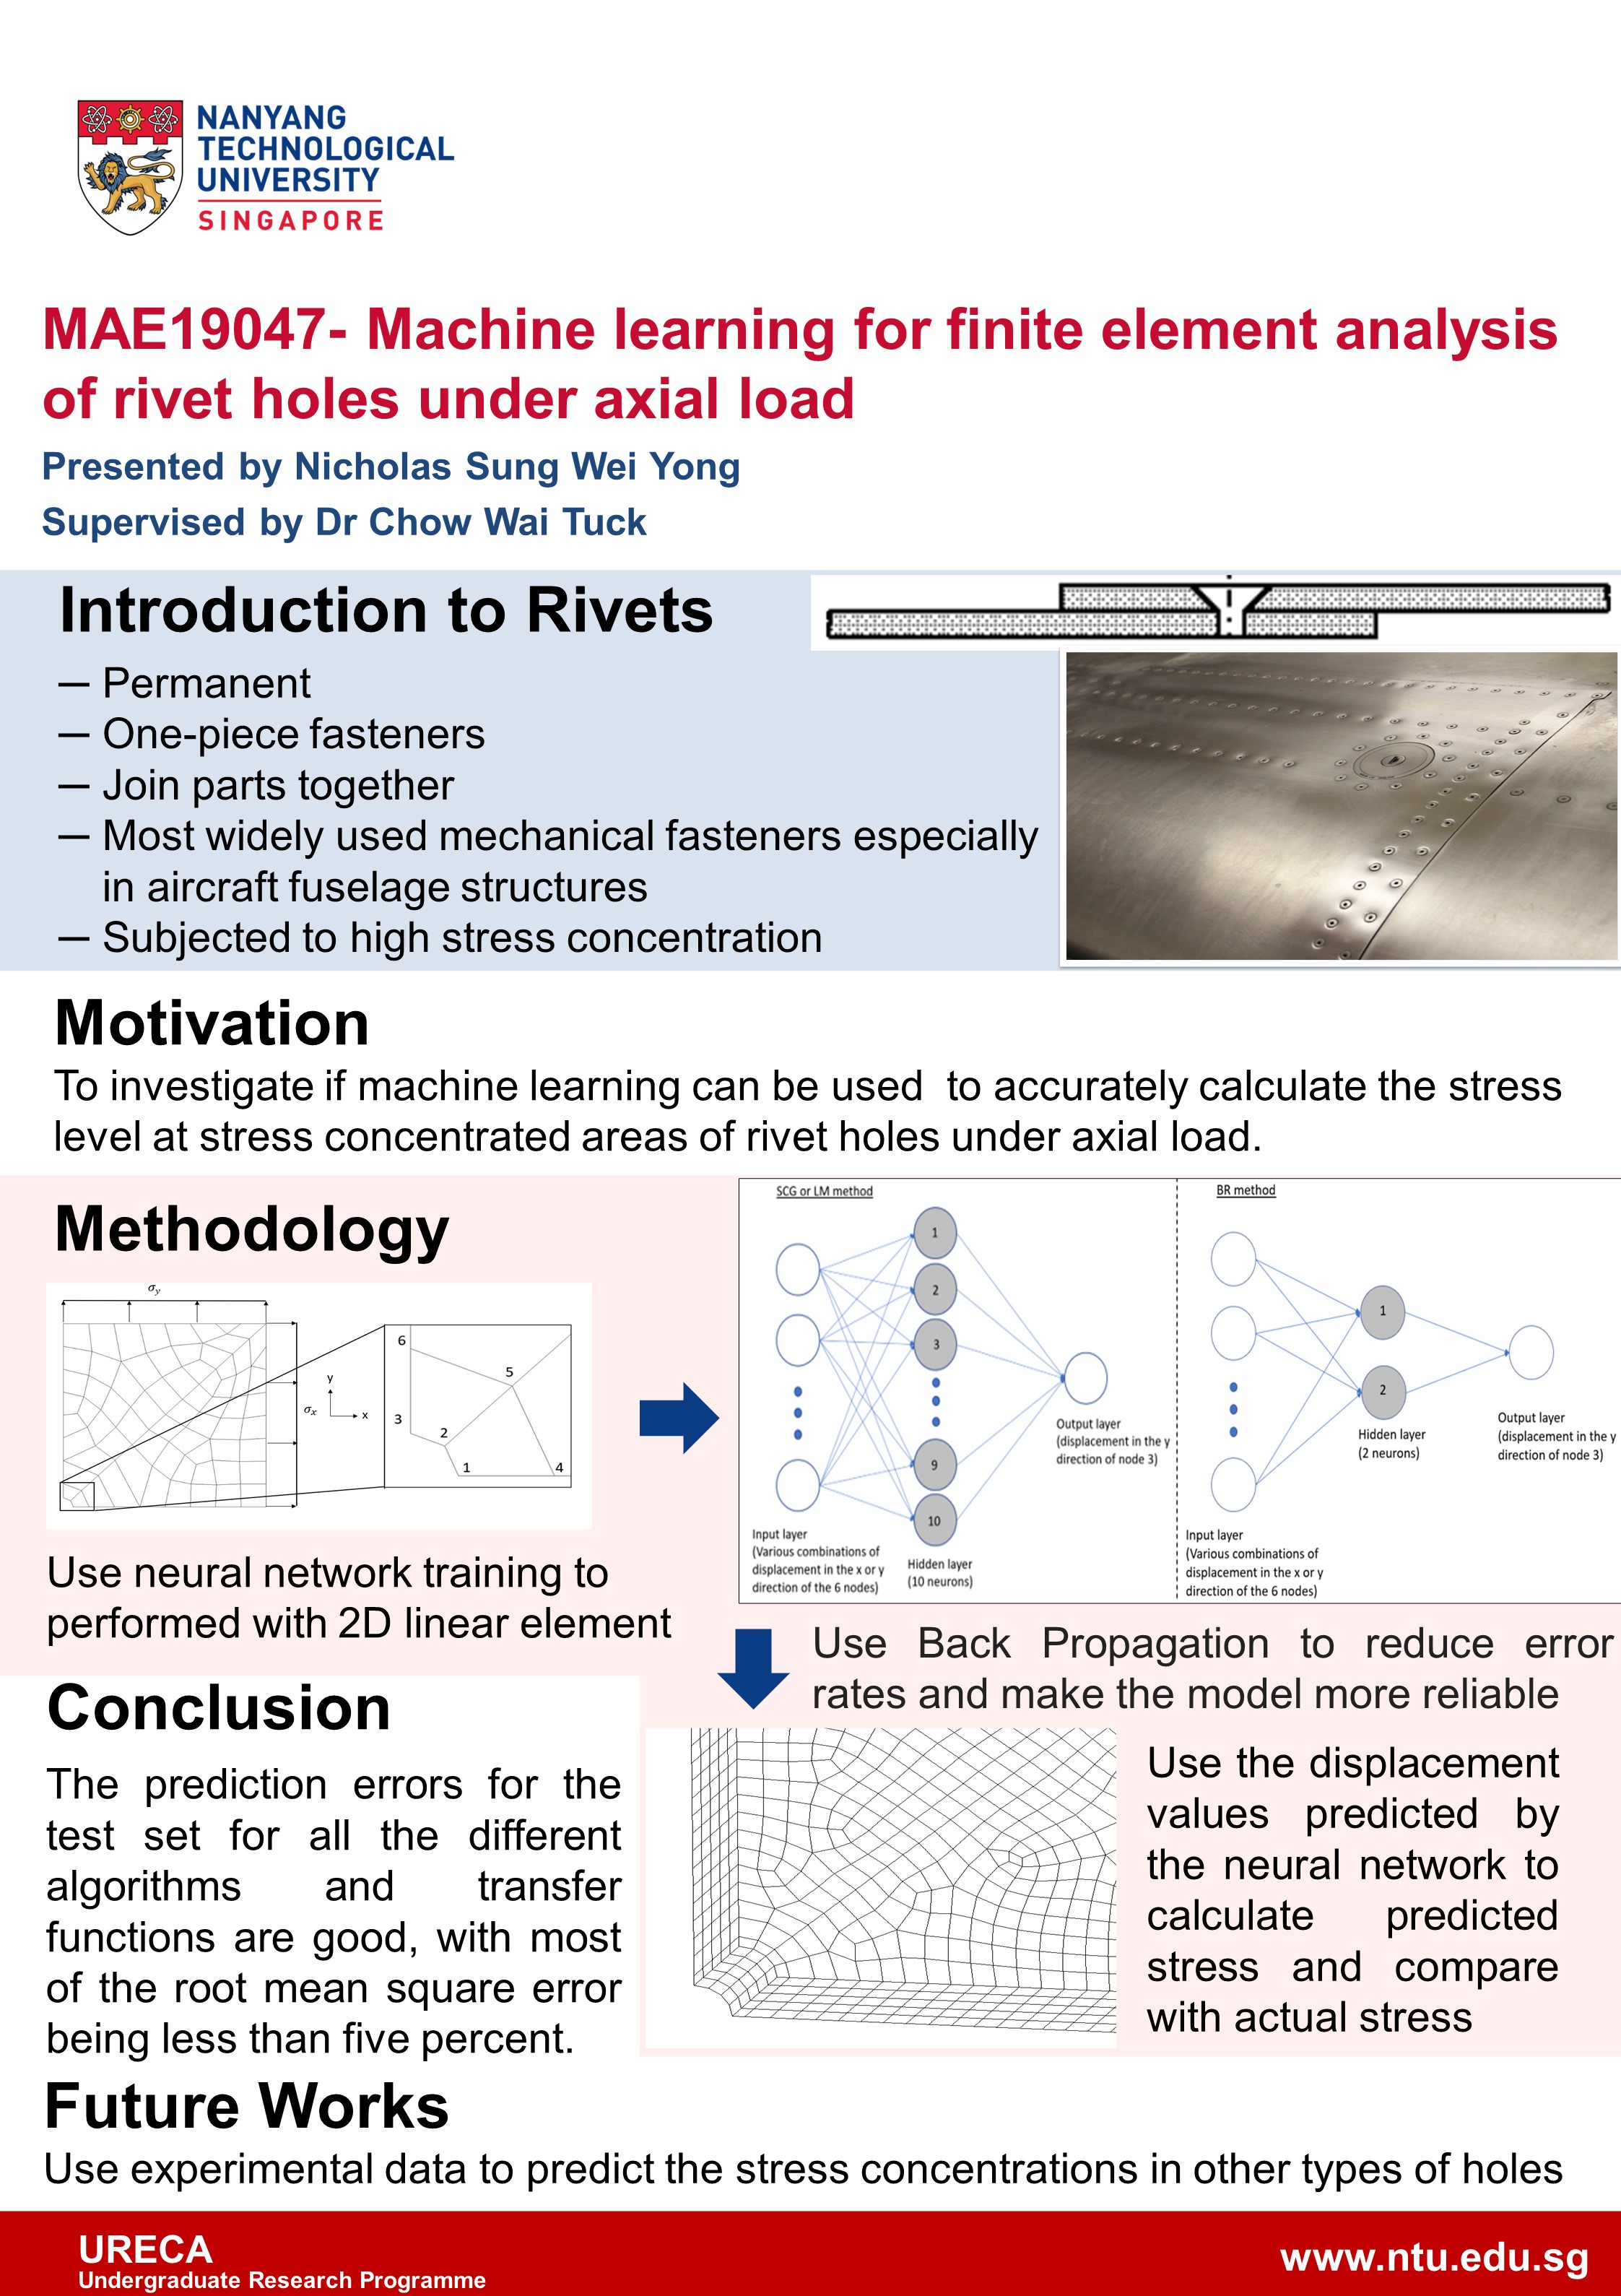 NANYANG
TECHNOLOGICAL
UNIVERSITY
SINGAPORE
MAE19047- Machine learning for finite element analysis
of rivet holes under axial load
Presented by Nicholas Sung Wei Yong
Supervised by Dr Chow Wai Tuck
Introduction to Rivets
— Permanent
— One-piece fasteners
— Join parts together
— Most widely used mechanical fasteners especially
in aircraft fuselage structures
— Subjected to high stress concentration
Motivation
To investigate if machine learning can be used  to accurately calculate the stress
level at stress concentrated areas of rivet holes under axial load.
Methodology
σy
σx
y
x
6
5
3
2
1
4
Use neural network training to
performed with 2D linear element
SCG or LM method
1
2
3
9
10
Input layer
(Various combinations of
displacement in the x or y
direction of the 6 nodes)
Hidden layer
(10 neurons)
Output layer
(displacement in the y
direction of node 3)
BR method
1
2
Input layer
(Various combinations of
displacement in the x or y
direction of the 6 nodes)
Hidden layer
(2 neurons)
Output layer
(displacement in the y
direction of node 3)
Use Back Propagation to reduce error
rates and make the model more reliable
Use the displacement
values predicted by
the neural network to
calculate predicted
stress and compare
with actual stress
Conclusion
The prediction errors for the
test set for all the different
algorithms and transfer
functions are good, with most
of the root mean square error
being less than five percent.
Future Works
Use experimental data to predict the stress concentrations in other types of holes
URECA
Undergraduate Research Programme
www.ntu.edu.sg